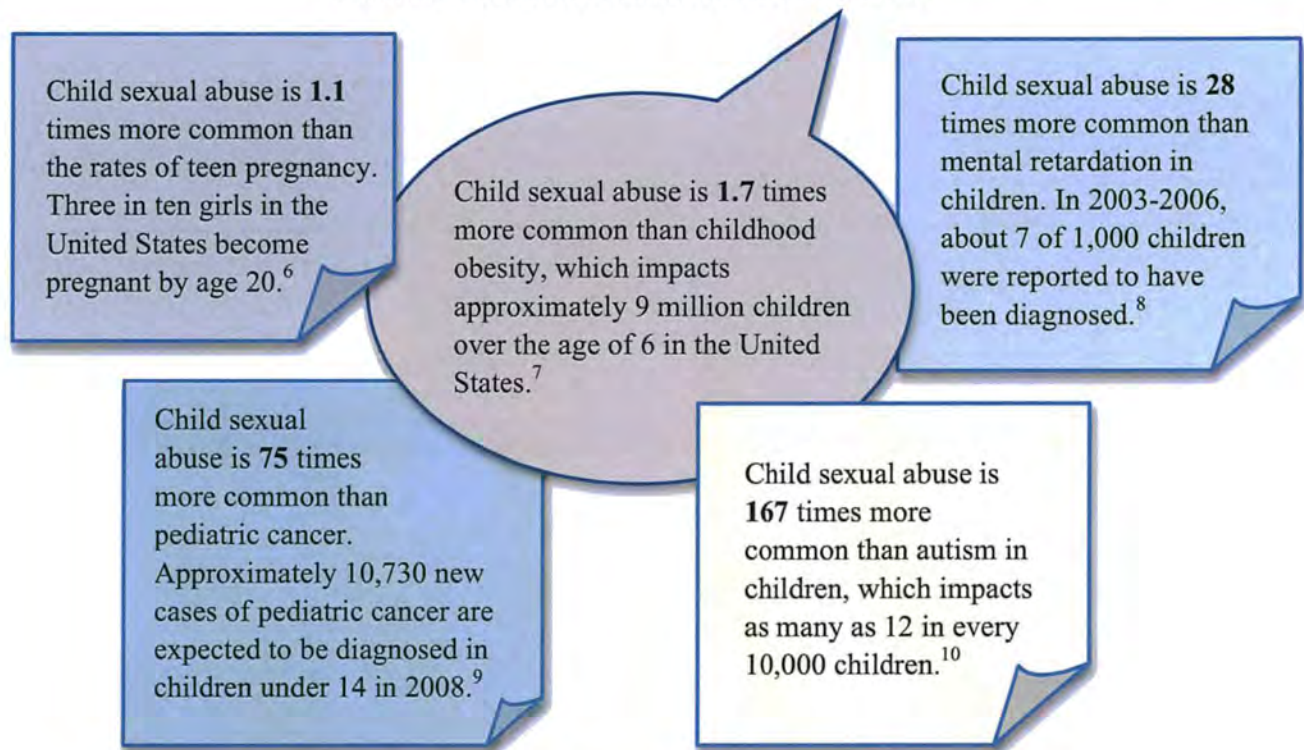 Child sexual abuse is 1.1
times more common than
the rates of teen pregnancy.
Three in ten girls in the
United States become
pregnant by age 20.6
Child sexual abuse is 1.7 times
more common than childhood
obesity, which impacts
approximately 9 million children
over the age of 6 in the United
States.7
Child sexual abuse is 28
times more common than
mental retardation in
children. In 2003-2006,
about 7 of 1,000 children
were reported to have
been diagnosed.8
Child sexual
abuse is 75 times
more common than
pediatric cancer.
Approximately 10,730 new
cases of pediatric cancer are
expected to be diagnosed in
children under 14 in 2008.9
Child sexual abuse is
167 times more
common than autism in
children, which impacts
as many as 12 in every
10,000 children.10